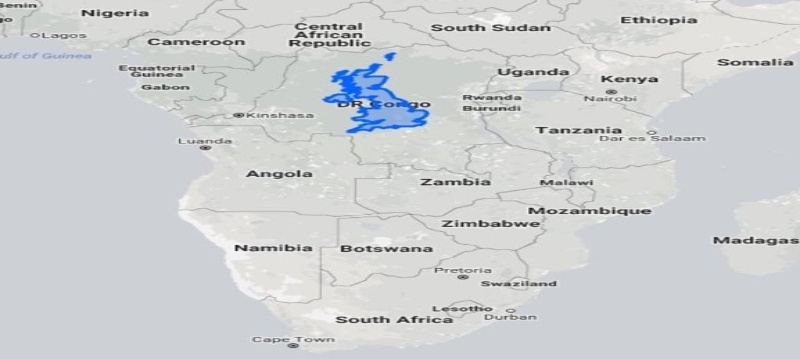 Benin
Nigeria
Lagos
Gulf of Guinea
Cameroon
Central
African
Republic
South Sudan
Ethiopia
Somalia
Equatorial
Guinea
Gabon
Uganda
Kenya
Nairobi
DR Congo
Rwanda
Burundi
Kinshasa
Tanzania
Dar es Salaam
Luanda
Angola
Zambia
Malawi
Mozambique
Zimbabwe
Madagas
Namibia
Botswana
Pretoria
Swaziland
Lesotho
Durban
South Africa
Cape Town